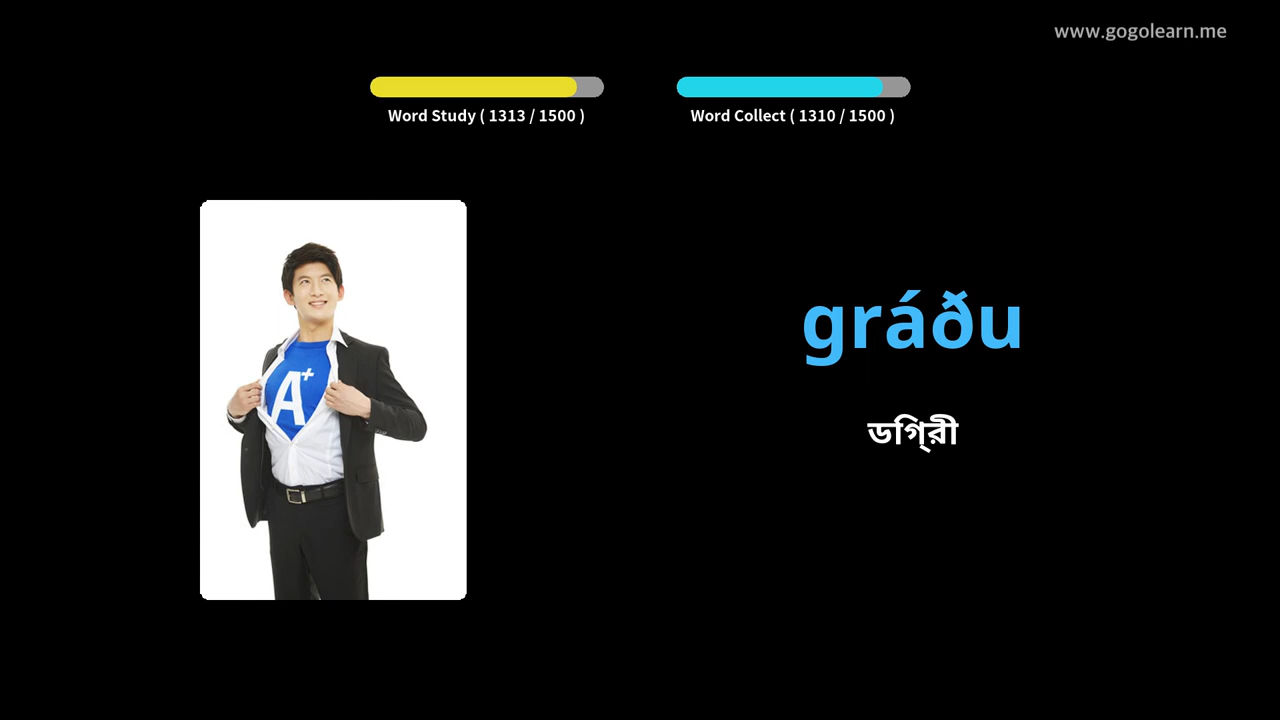 www.gogolearn.me
Word Study ( 1313 / 1500 )
Word Collect ( 1310 / 1500 )
A+
gráðu
ഡിഗ്രീ